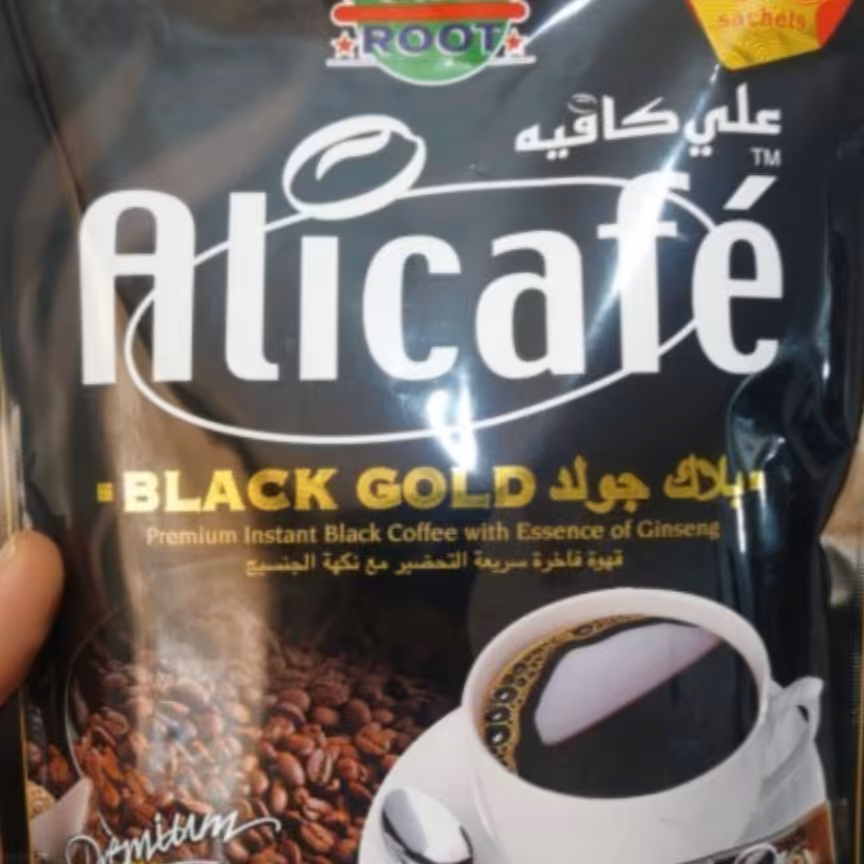 ROOT
sachets
علي كافيه
TM
Alicafé
BLACK GOLD بلاك جولد
Premium Instant Black Coffee with Essence of Ginseng
قهوة فاخرة سريعة التحضير مع نكهة الجنسيج
Premium